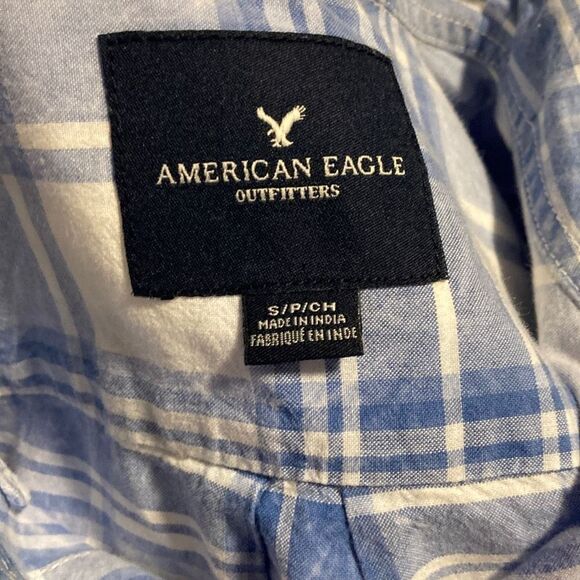 AMERICAN EAGLE
OUTFITTERS
S/P/CH
MADE IN INDIA
FABRIQUÉ EN INDE